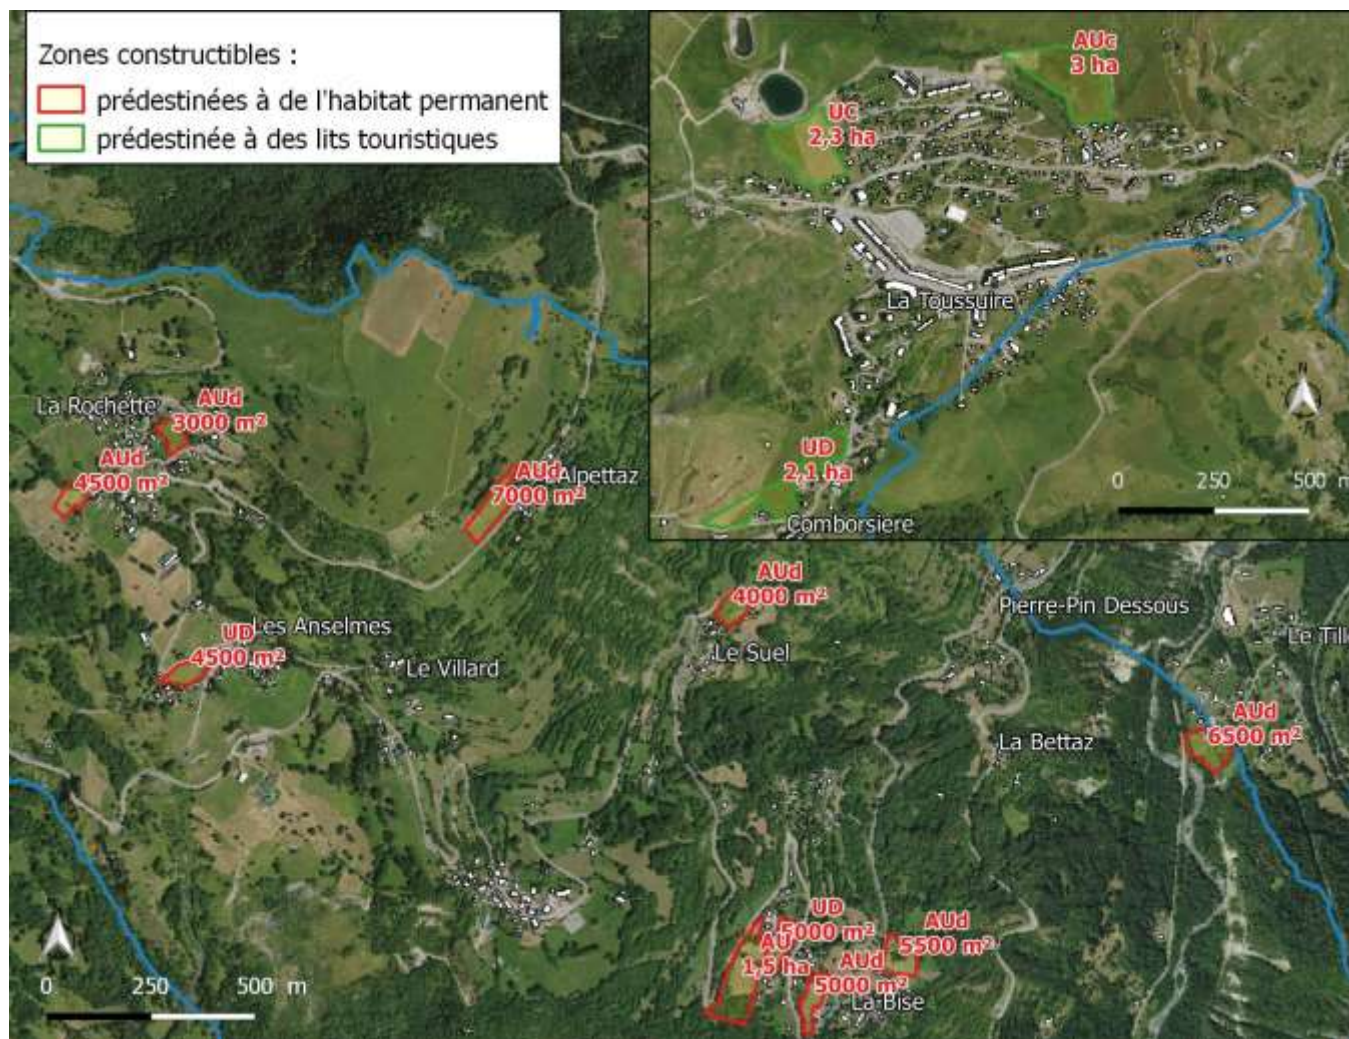 Zones constructibles :
prédestinées à de l'habitat permanent
prédestinée à des lits touristiques
AUc
3 ha
UC
2,3 ha
La Toussuire
UD
2,1 ha
Comborsière
N
0 250 500 m
La Rochette
AUd
3000 m²
AUd
4500 m²
AUd
7000 m²
Alpettaz
AUd
4000 m²
Le Suel
Pierre-Pin Dessous
Le Till
UD
4500 m²
Les Anselmes
Le Villard
La Bettaz
AUd
6500 m²
UD
5000 m²
AU
1,5 ha
AUd
5500 m²
AUd
5000 m²
La Bise
0 250 500 m